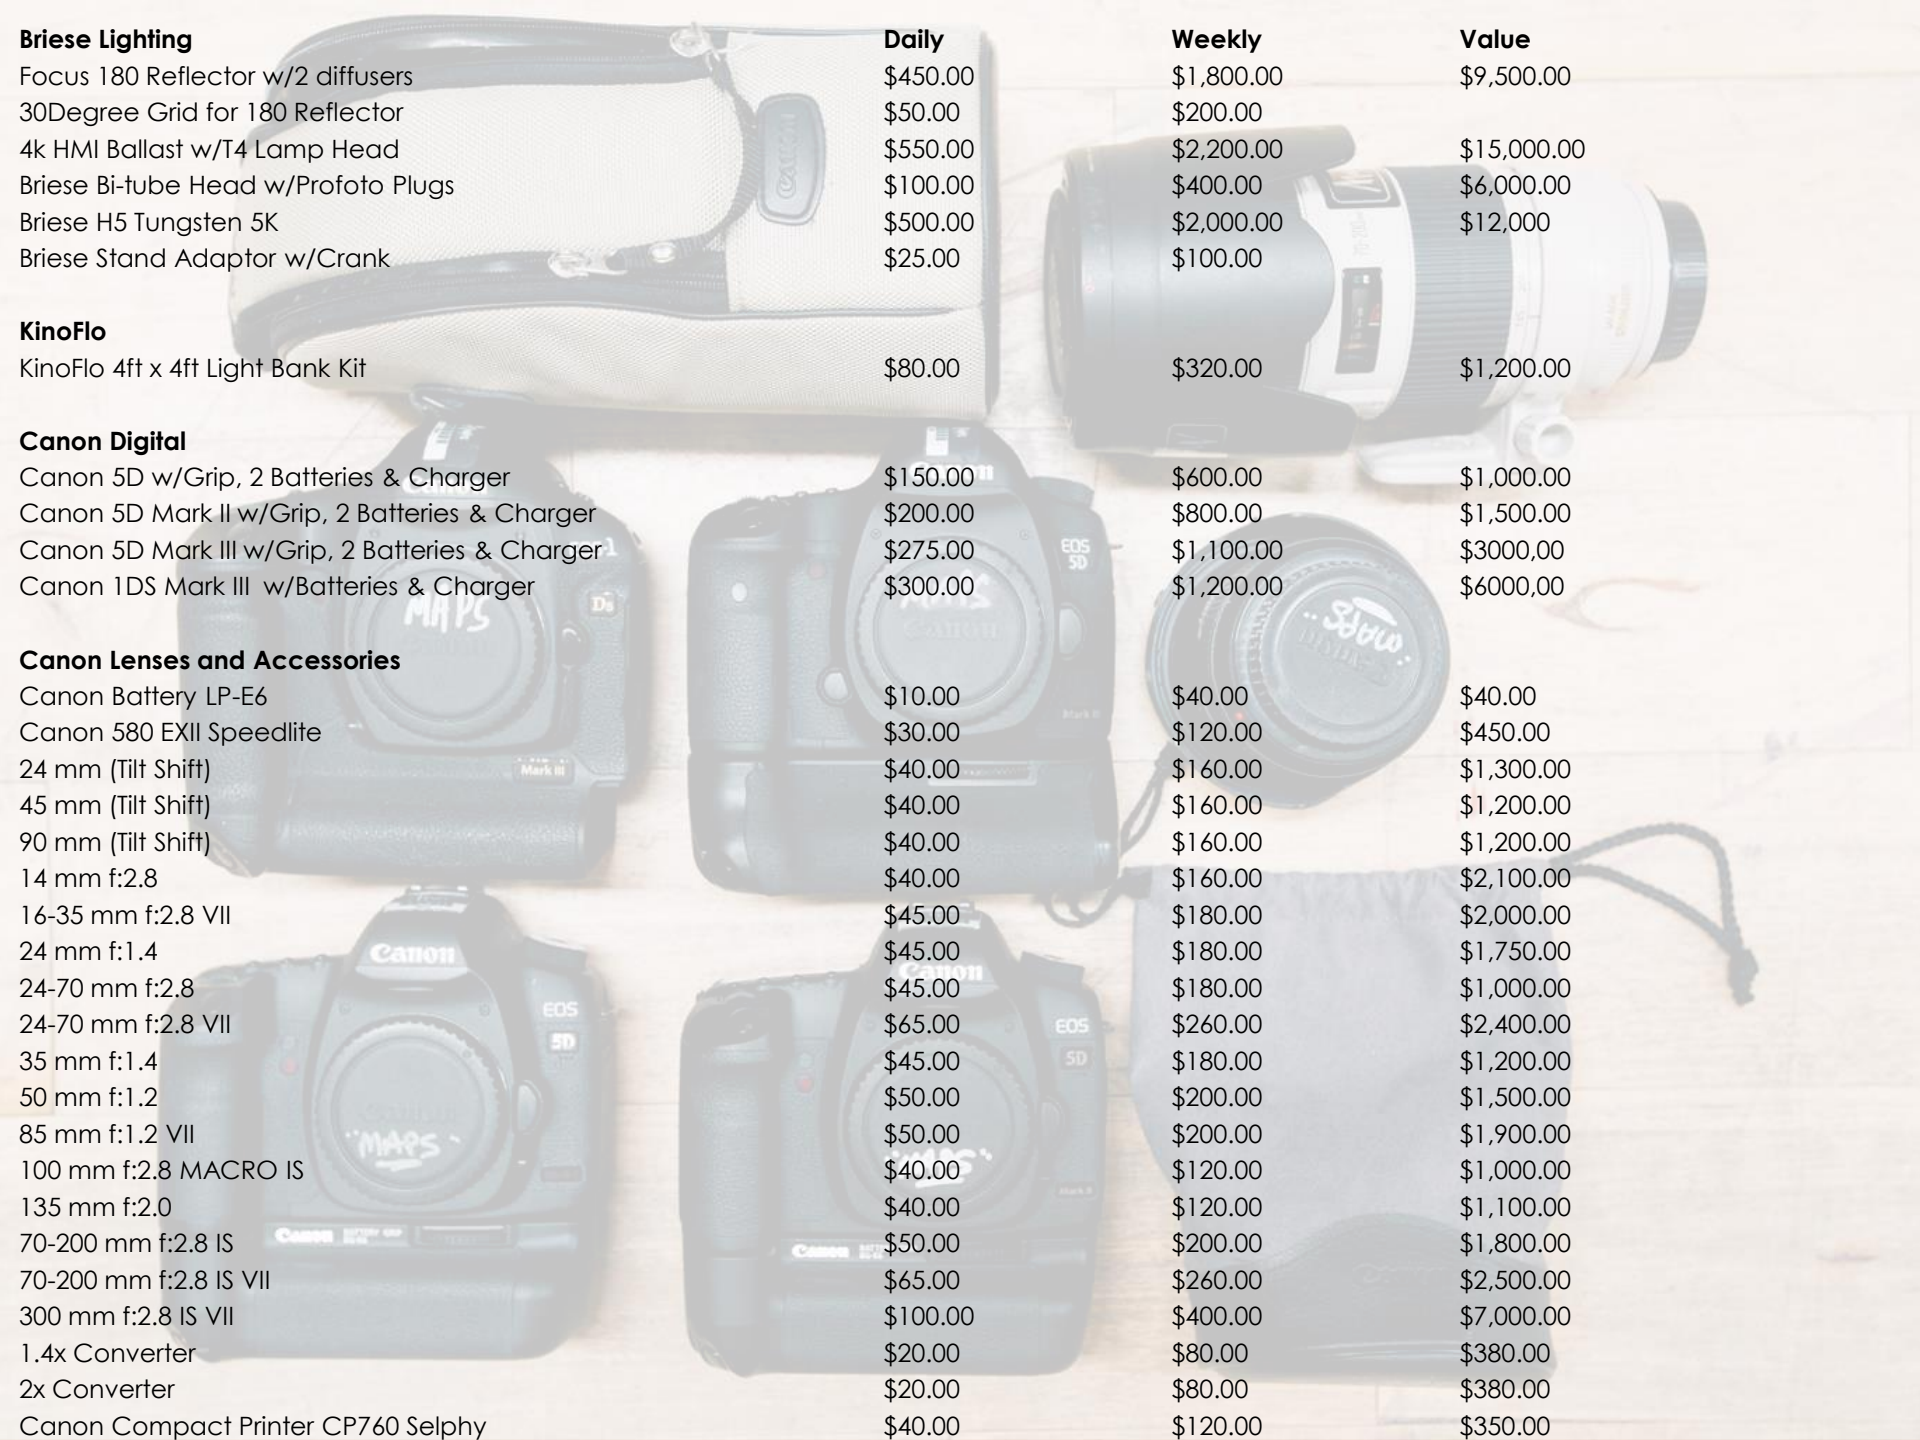 Briese Lighting Daily Weekly Value
Focus 180 Reflector w/2 diffusers $450.00 $1,800.00 $9,500.00
30Degree Grid for 180 Reflector $50.00 $200.00
4k HMI Ballast w/T4 Lamp Head $550.00 $2,200.00 $15,000.00
Briese Bi-tube Head w/Profoto Plugs $100.00 $400.00 $6,000.00
Briese H5 Tungsten 5K $500.00 $2,000.00 $12,000
Briese Stand Adaptor w/Crank $25.00 $100.00
KinoFlo
KinoFlo 4ft x 4ft Light Bank Kit $80.00 $320.00 $1,200.00
Canon Digital
Canon 5D w/Grip, 2 Batteries & Charger $150.00 $600.00 $1,000.00
Canon 5D Mark II w/Grip, 2 Batteries & Charger $200.00 $800.00 $1,500.00
Canon 5D Mark III w/Grip, 2 Batteries & Charger $275.00 $1,100.00 $3000,00
Canon 1DS Mark III w/Batteries & Charger $300.00 $1,200.00 $6000,00
Canon Lenses and Accessories
Canon Battery LP-E6 $10.00 $40.00 $40.00
Canon 580 EXII Speedlite $30.00 $120.00 $450.00
24 mm (Tilt Shift) $40.00 $160.00 $1,300.00
45 mm (Tilt Shift) $40.00 $160.00 $1,200.00
90 mm (Tilt Shift) $40.00 $160.00 $1,200.00
14 mm f:2.8 $40.00 $160.00 $2,100.00
16-35 mm f:2.8 VII $45.00 $180.00 $2,000.00
24 mm f:1.4 $45.00 $180.00 $1,750.00
24-70 mm f:2.8 $45.00 $180.00 $1,000.00
24-70 mm f:2.8 VII $65.00 $260.00 $2,400.00
35 mm f:1.4 $45.00 $180.00 $1,200.00
50 mm f:1.2 $50.00 $200.00 $1,500.00
85 mm f:1.2 VII $50.00 $200.00 $1,900.00
100 mm f:2.8 MACRO IS $40.00 $120.00 $1,000.00
135 mm f:2.0 $40.00 $120.00 $1,100.00
70-200 mm f:2.8 IS $50.00 $200.00 $1,800.00
70-200 mm f:2.8 IS VII $65.00 $260.00 $2,500.00
300 mm f:2.8 IS VII $100.00 $400.00 $7,000.00
1.4x Converter $20.00 $80.00 $380.00
2x Converter $20.00 $80.00 $380.00
Canon Compact Printer CP760 Selphy $40.00 $120.00 $350.00
Canon
Canon
EOS
5D
MAPS
Ds
MAPS
MAPS
Mark III
Canon
EOS
5D
MAPS
Canon
Canon
EOS
5D
MAPS
Canon